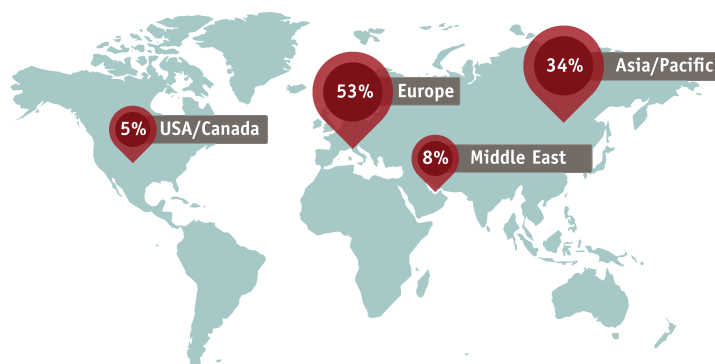 34% Asia/Pacific
53% Europe
5% USA/Canada
8% Middle East